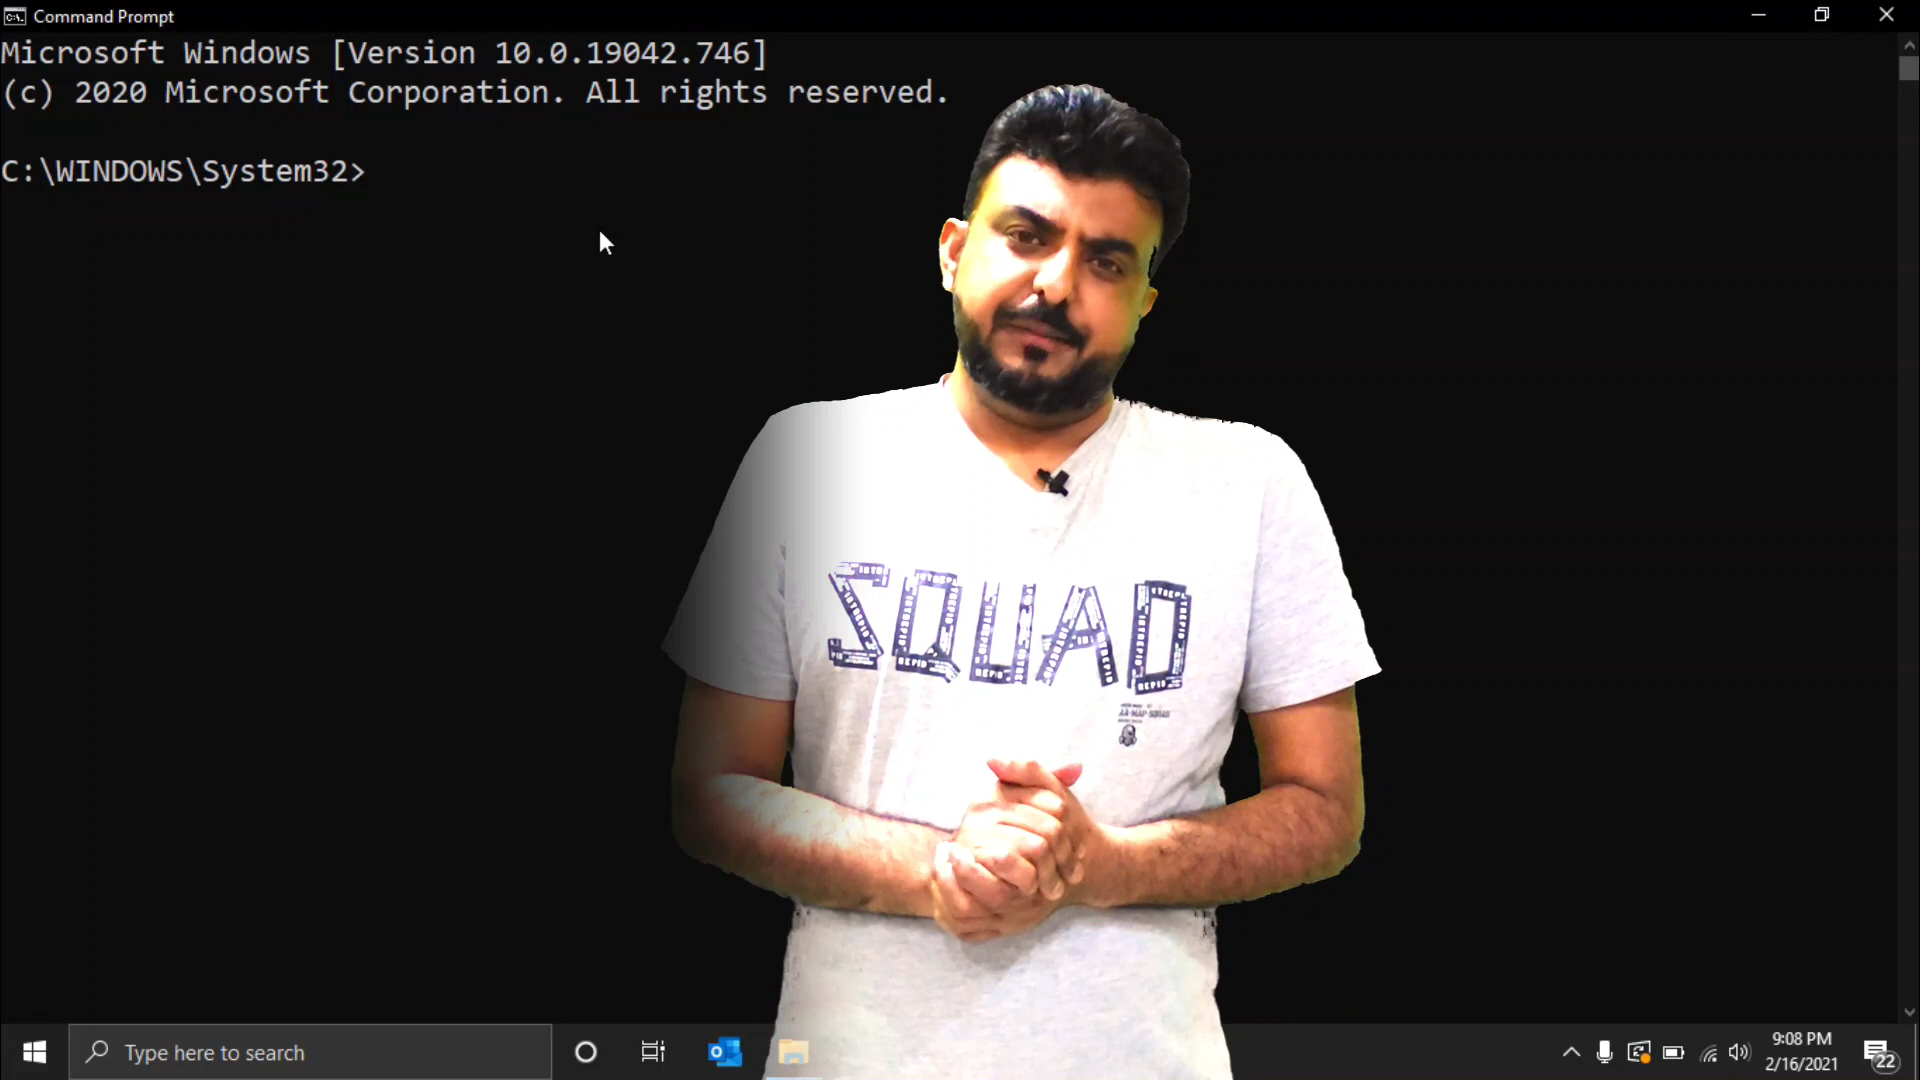 Command Prompt
Microsoft Windows [Version 10.0.19042.746]
(c) 2020 Microsoft Corporation. All rights reserved.
C:\WINDOWS\System32>
SQUAD
Type here to search
9:08 PM
2/16/2021
22